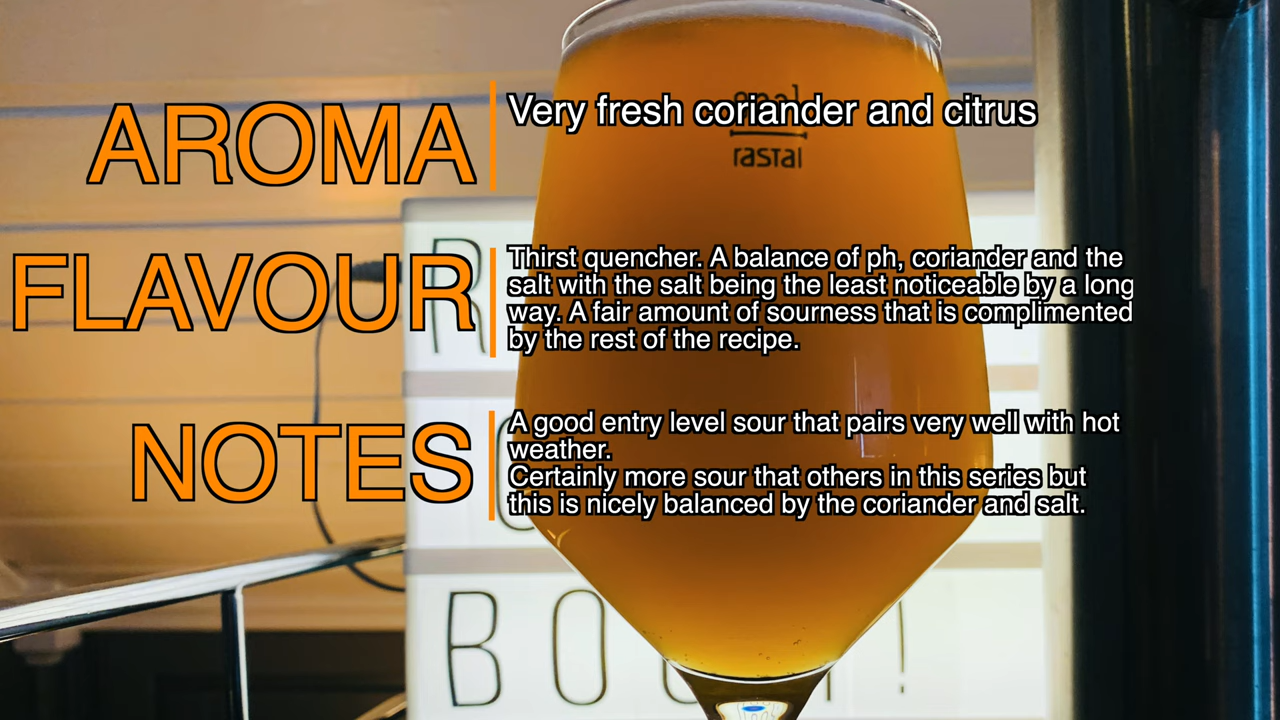 AROMA
Very fresh coriander and citrus
rastal
FLAVOUR
Thirst quencher. A balance of ph, coriander and the
salt with the salt being the least noticeable by a long
way. A fair amount of sourness that is complimented
by the rest of the recipe.
NOTES
A good entry level sour that pairs very well with hot
weather.
Certainly more sour that others in this series but
this is nicely balanced by the coriander and salt.